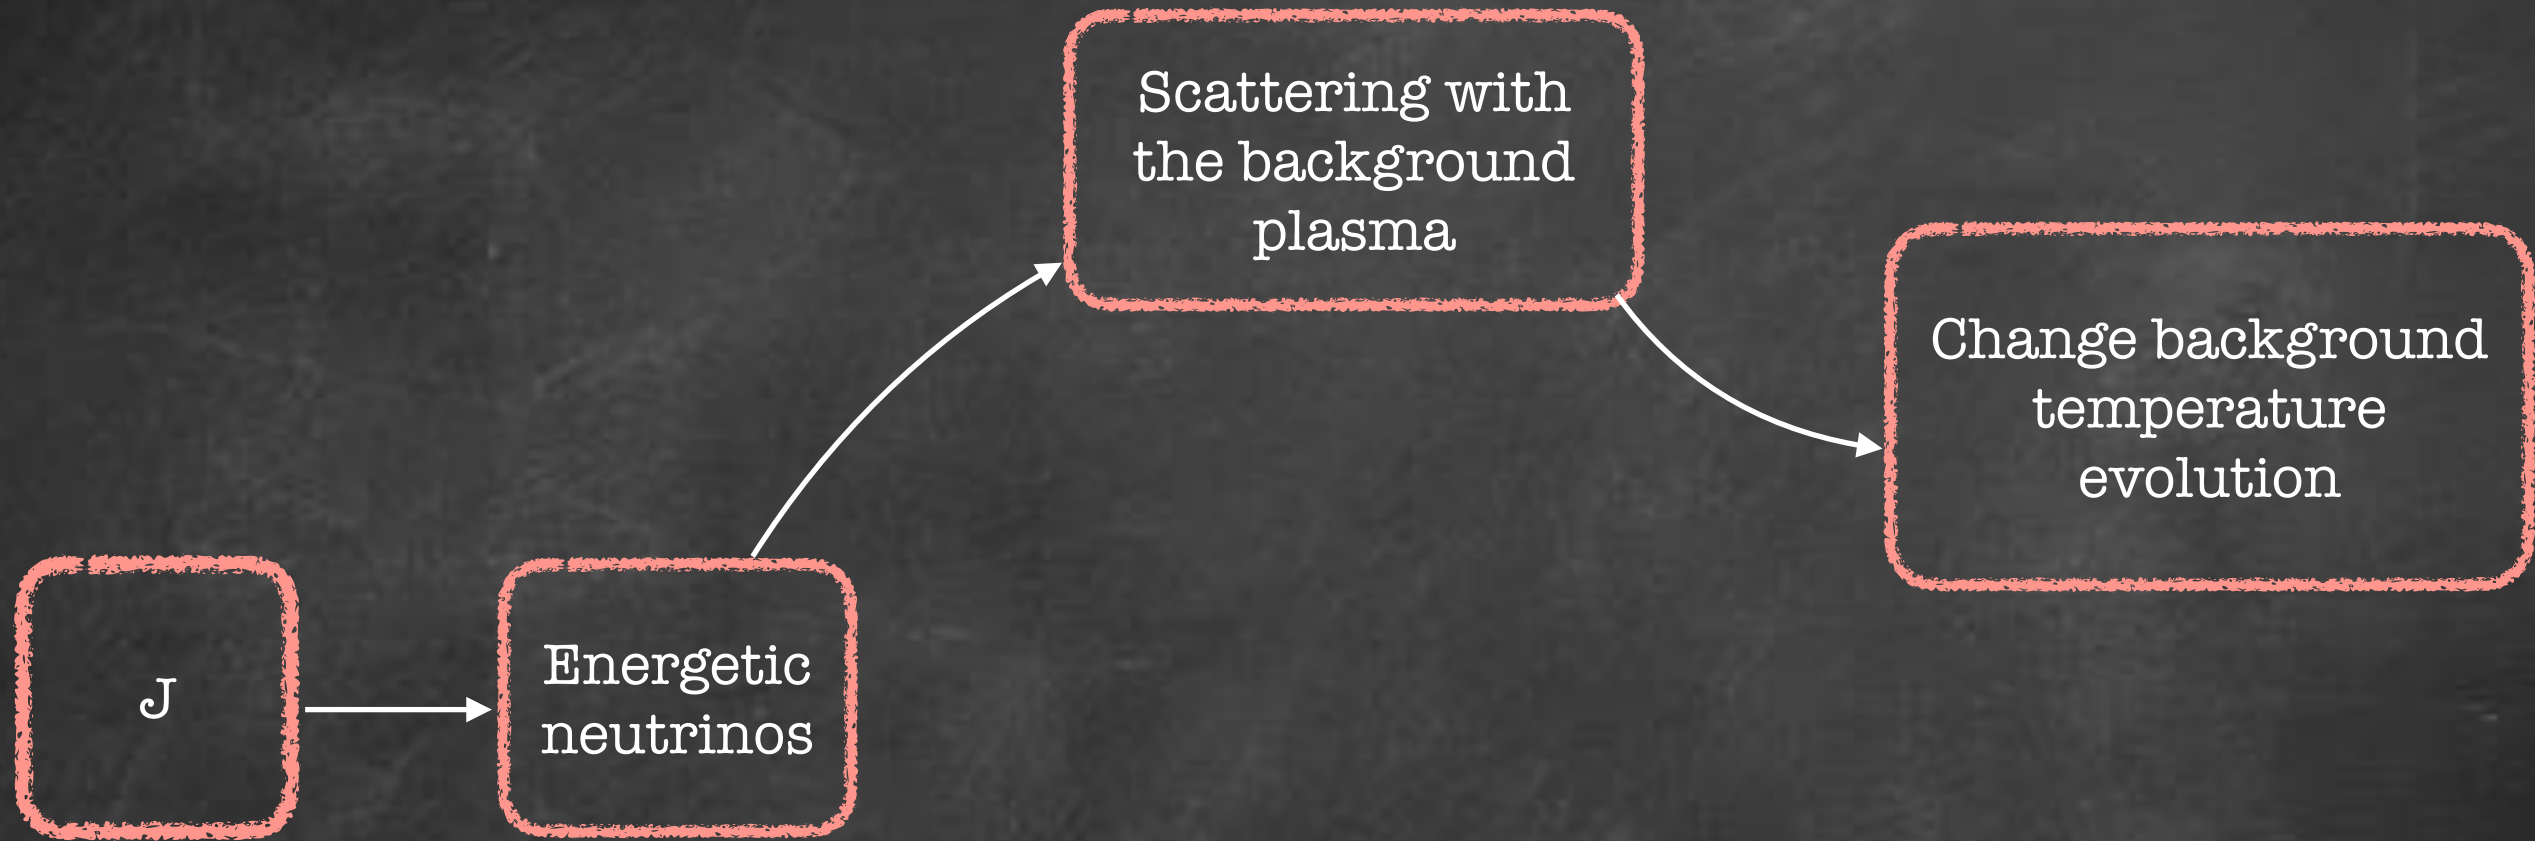 J
Energetic
neutrinos
Scattering with
the background
plasma
Change background
temperature
evolution